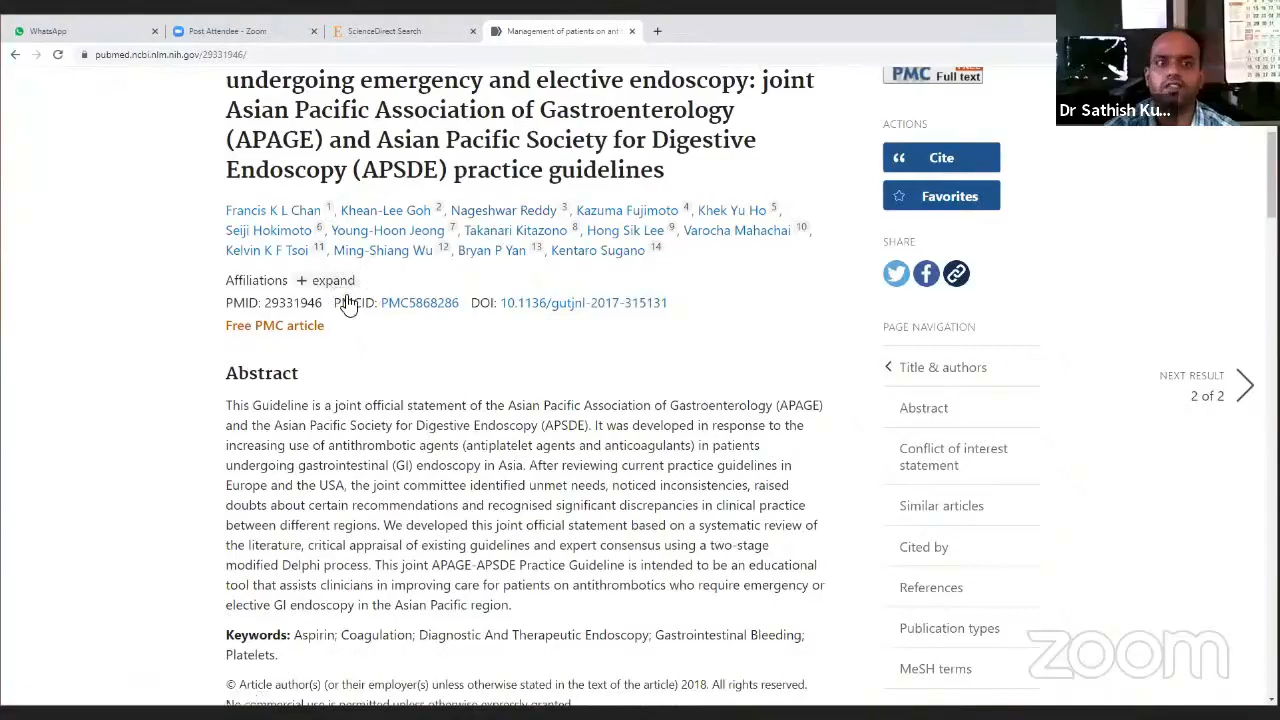 WhatsApp
Post Attendee - Zoom
ScienceDirect Search
Management of patients on ant
pubmed.ncbi.nlm.nih.gov/29331946/
undergoing emergency and elective endoscopy: joint
Asian Pacific Association of Gastroenterology
(APAGE) and Asian Pacific Society for Digestive
Endoscopy (APSDE) practice guidelines
Francis K L Chan 1, Khean-Lee Goh 2, Nageshwar Reddy 3, Kazuma Fujimoto 4, Khek Yu Ho 5,
Seiji Hokimoto 6, Young-Hoon Jeong 7, Takanari Kitazono 8, Hong Sik Lee 9, Varocha Mahachai 10,
Kelvin K F Tsoi 11, Ming-Shiang Wu 12, Bryan P Yan 13, Kentaro Sugano 14
Affiliations + expand
PMID: 29331946 PMCID: PMC5868286 DOI: 10.1136/gutjnl-2017-315131
Free PMC article
Abstract
This Guideline is a joint official statement of the Asian Pacific Association of Gastroenterology (APAGE)
and the Asian Pacific Society for Digestive Endoscopy (APSDE). It was developed in response to the
increasing use of antithrombotic agents (antiplatelet agents and anticoagulants) in patients
undergoing gastrointestinal (GI) endoscopy in Asia. After reviewing current practice guidelines in
Europe and the USA, the joint committee identified unmet needs, noticed inconsistencies, raised
doubts about certain recommendations and recognised significant discrepancies in clinical practice
between different regions. We developed this joint official statement based on a systematic review of
the literature, critical appraisal of existing guidelines and expert consensus using a two-stage
modified Delphi process. This joint APAGE-APSDE Practice Guideline is intended to be an educational
tool that assists clinicians in improving care for patients on antithrombotics who require emergency or
elective GI endoscopy in the Asian Pacific region.
Keywords: Aspirin; Coagulation; Diagnostic And Therapeutic Endoscopy; Gastrointestinal Bleeding;
Platelets.
© Article author(s) (or their employer(s) unless otherwise stated in the text of the article) 2018. All rights reserved.
No commercial use is permitted unless otherwise expressly granted.
PMC Full text
ACTIONS
Cite
Favorites
SHARE
PAGE NAVIGATION
Title & authors
Abstract
Conflict of interest
statement
Similar articles
Cited by
References
Publication types
MeSH terms
NEXT RESULT
2 of 2
Dr Sathish Ku...
zoom